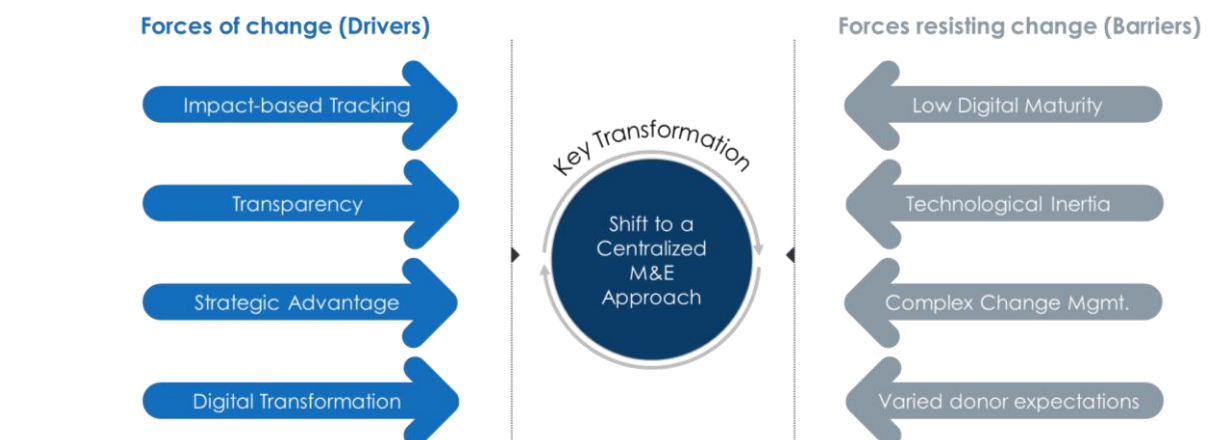 Forces of change (Drivers)
Forces resisting change (Barriers)
Impact-based Tracking
Transparency
Strategic Advantage
Digital Transformation
Key Transformation
Shift to a
Centralized
M&E
Approach
Low Digital Maturity
Technological Inertia
Complex Change Mgmt.
Varied donor expectations